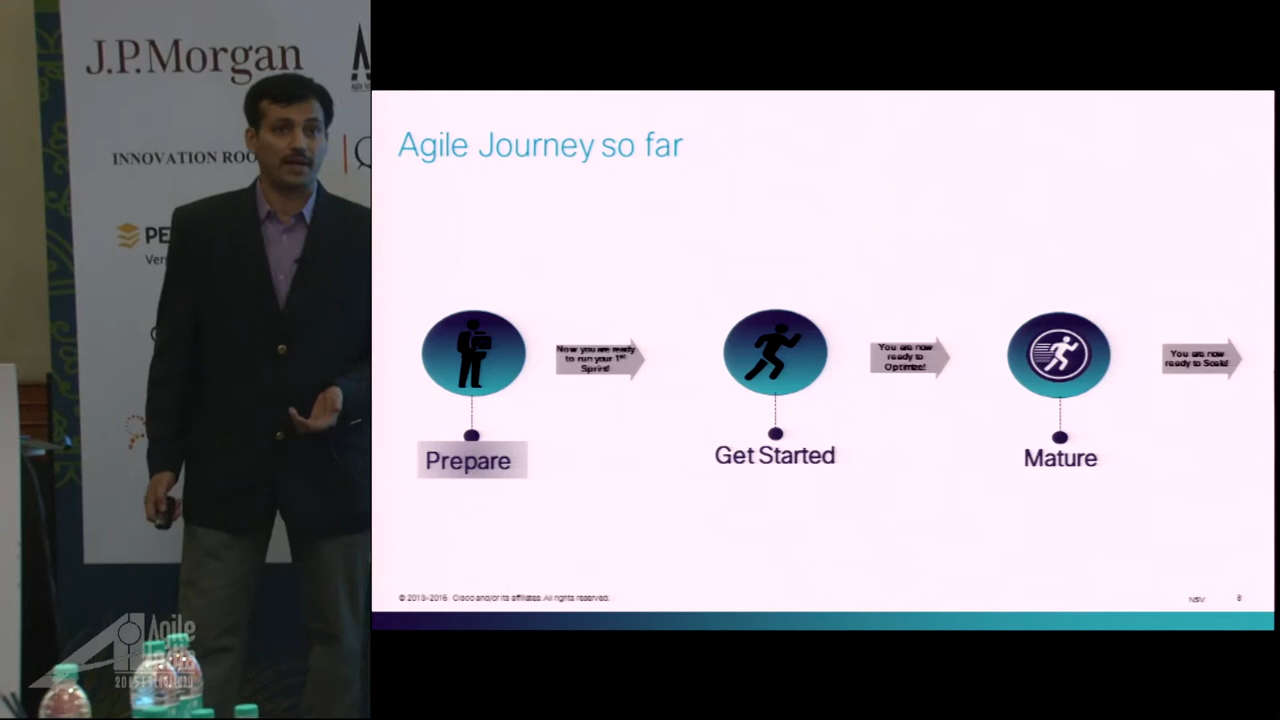 J.P.Morgan
INNOVATION ROO
PE
Agile Journey so far
Now you are ready
to run your 1st
Sprint!
You are now
ready to
Optimize!
You are now
ready to Scale!
Prepare
Get Started
Mature
© 2013-2016 Cisco and/or its affiliates. All rights reserved.
8
Agile